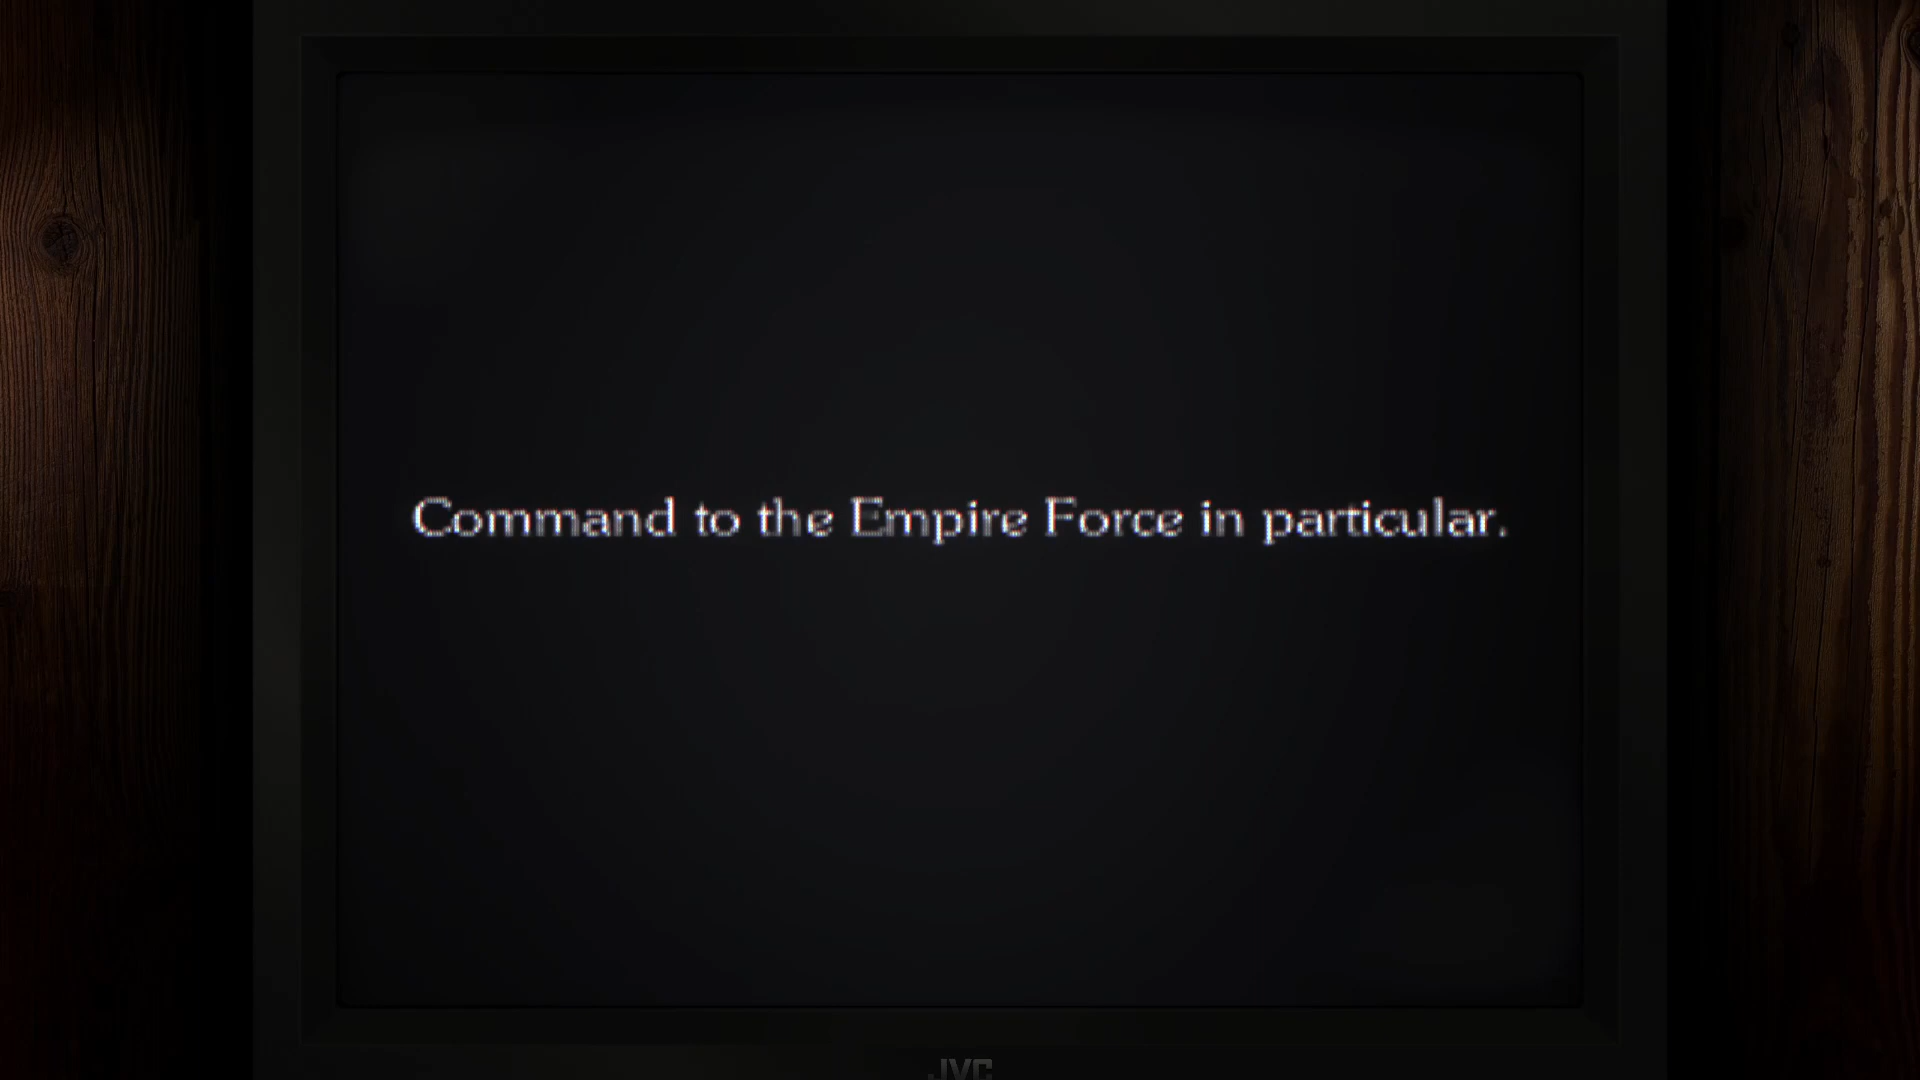 Command to the Empire Force in particular.
JVC